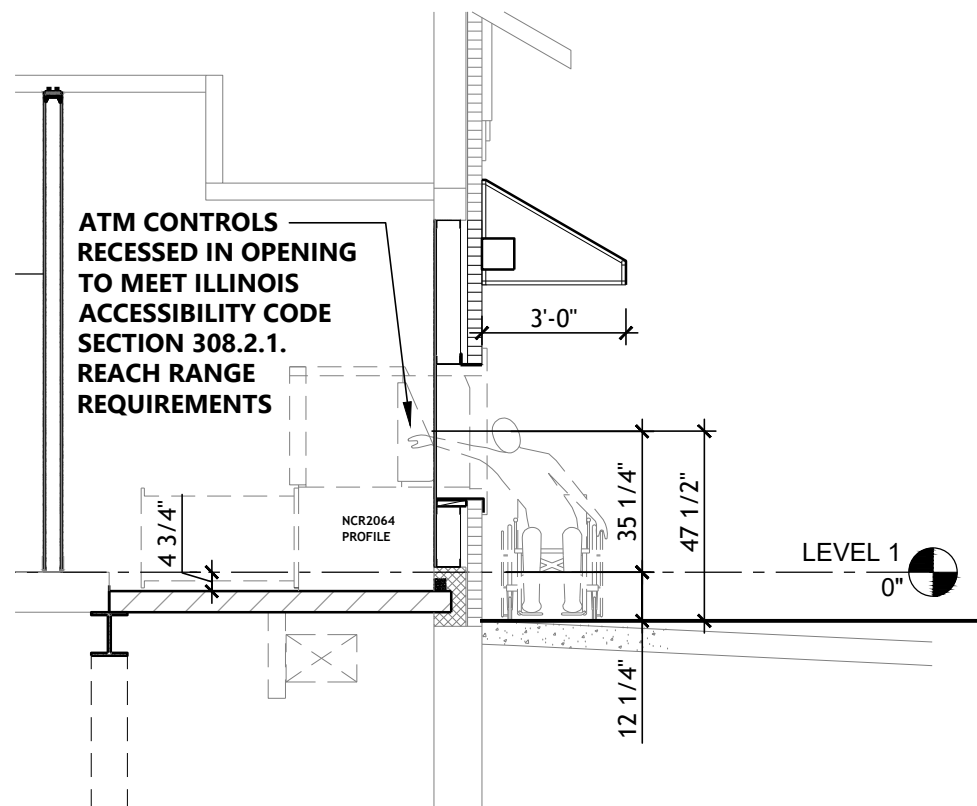 ATM CONTROLS
RECESSED IN OPENING
TO MEET ILLINOIS
ACCESSIBILITY CODE
SECTION 308.2.1.
REACH RANGE
REQUIREMENTS
3'-0"
35 1/4"
47 1/2"
4 3/4"
NCR2064
PROFILE
LEVEL 1
0"
12 1/4"